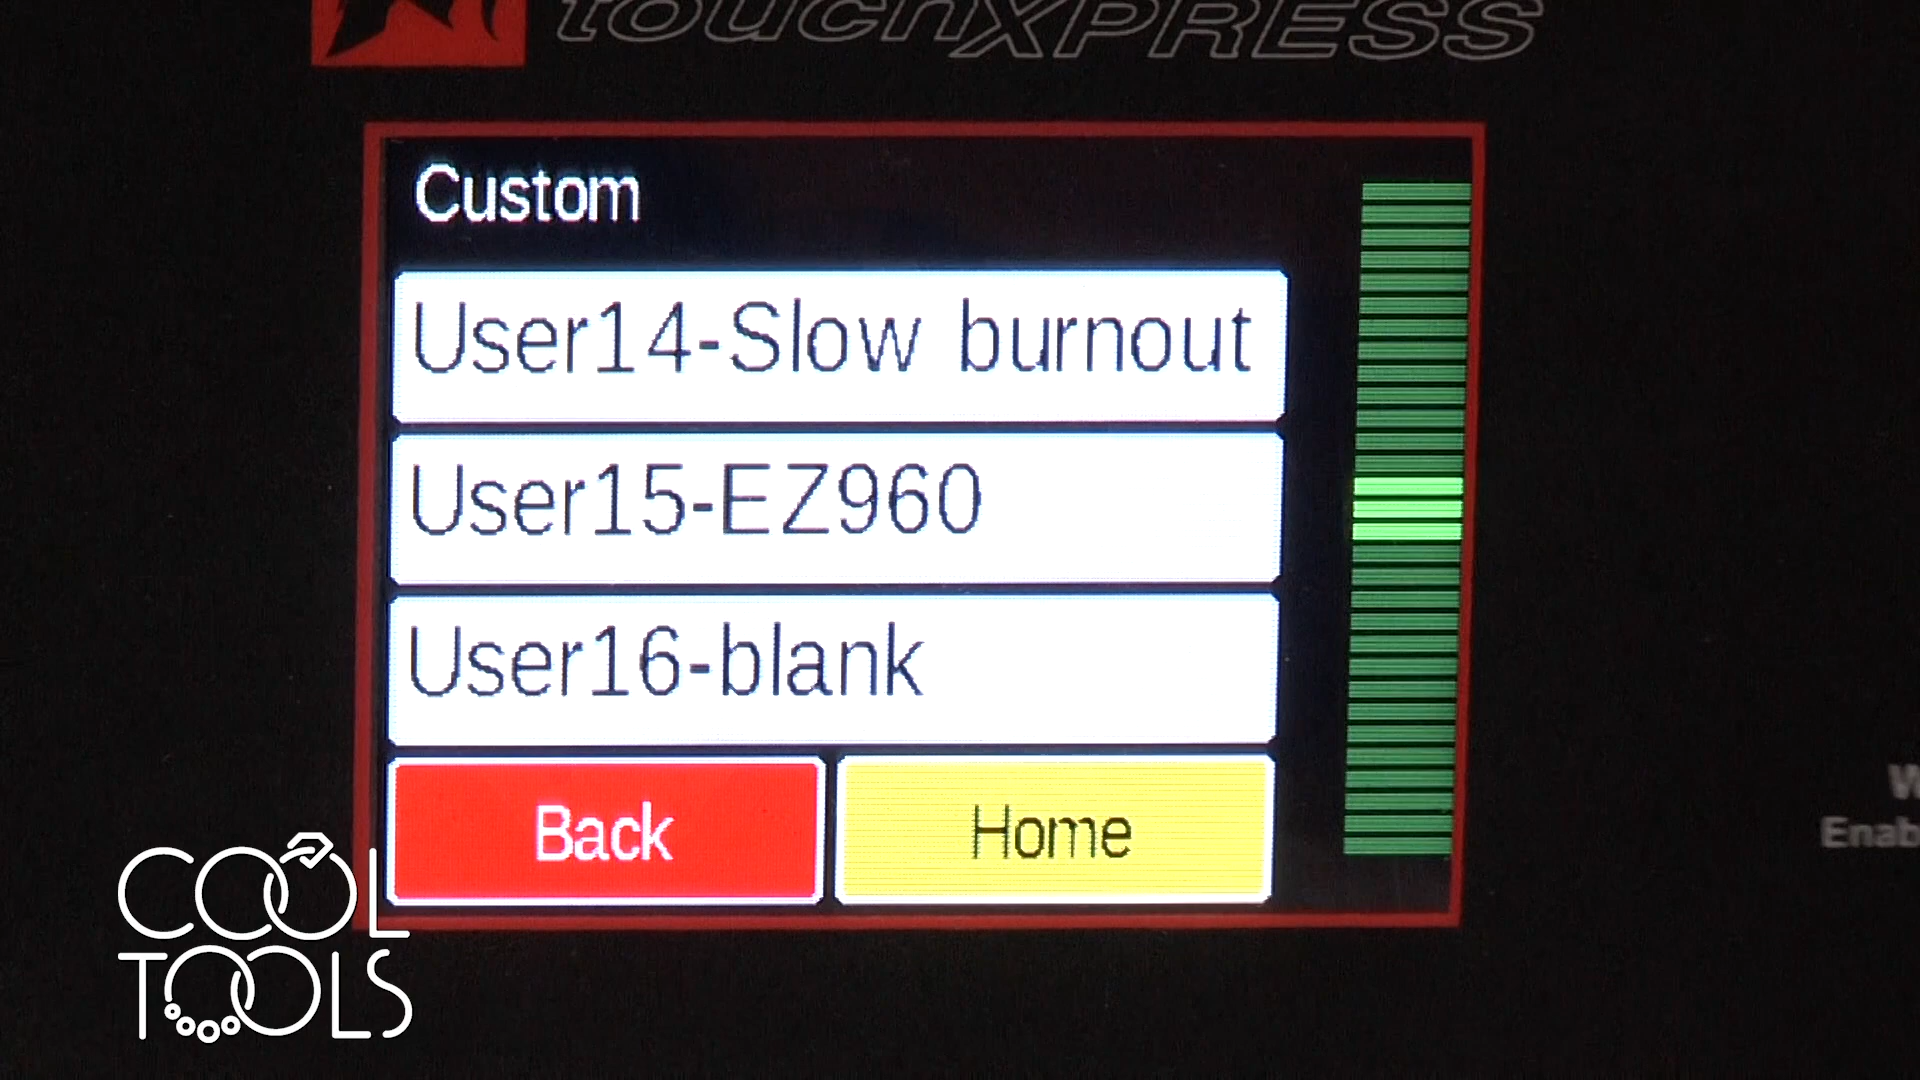 touchXPRESS
Custom
User14-Slow burnout
User15-EZ960
User16-blank
Back
Home
COOL
TOOLS